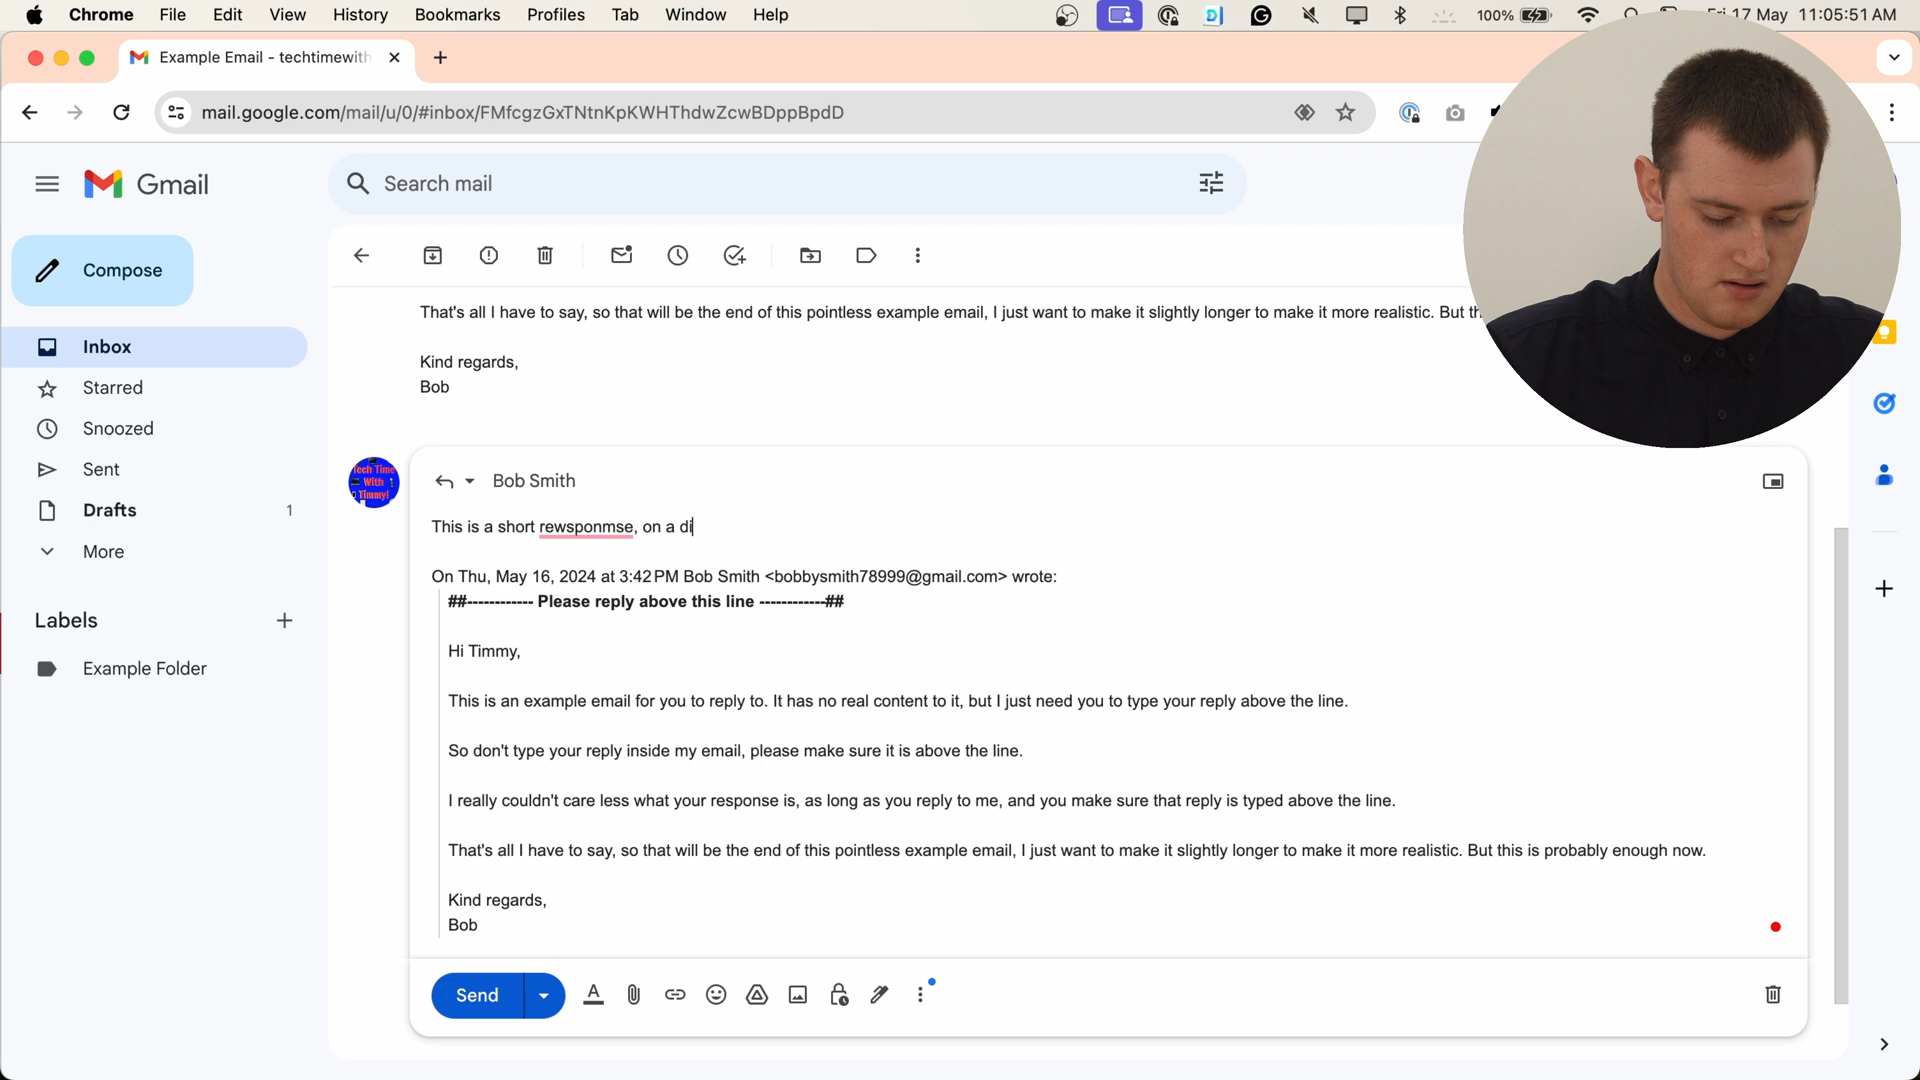 Chrome File Edit View History Bookmarks Profiles Tab Window Help 100% Fri 17 May 11:05:51 AM
Example Email - techtimewith
mail.google.com/mail/u/0/#inbox/FMfcgzGxTNtnKpKWHThdwZcwBDppBpdD
Gmail
Search mail
Compose
Inbox
Starred
Snoozed
Sent
Drafts 1
More
Labels
Example Folder
That's all I have to say, so that will be the end of this pointless example email, I just want to make it slightly longer to make it more realistic. But
Kind regards,
Bob
Tech Time
With
Timmy!
Bob Smith
This is a short rewsponmse, on a di
On Thu, May 16, 2024 at 3:42 PM Bob Smith <bobbysmith78999@gmail.com> wrote:
##------------ Please reply above this line ------------##
Hi Timmy,
This is an example email for you to reply to. It has no real content to it, but I just need you to type your reply above the line.
So don't type your reply inside my email, please make sure it is above the line.
I really couldn't care less what your response is, as long as you reply to me, and you make sure that reply is typed above the line.
That's all I have to say, so that will be the end of this pointless example email, I just want to make it slightly longer to make it more realistic. But this is probably enough now.
Kind regards,
Bob
Send